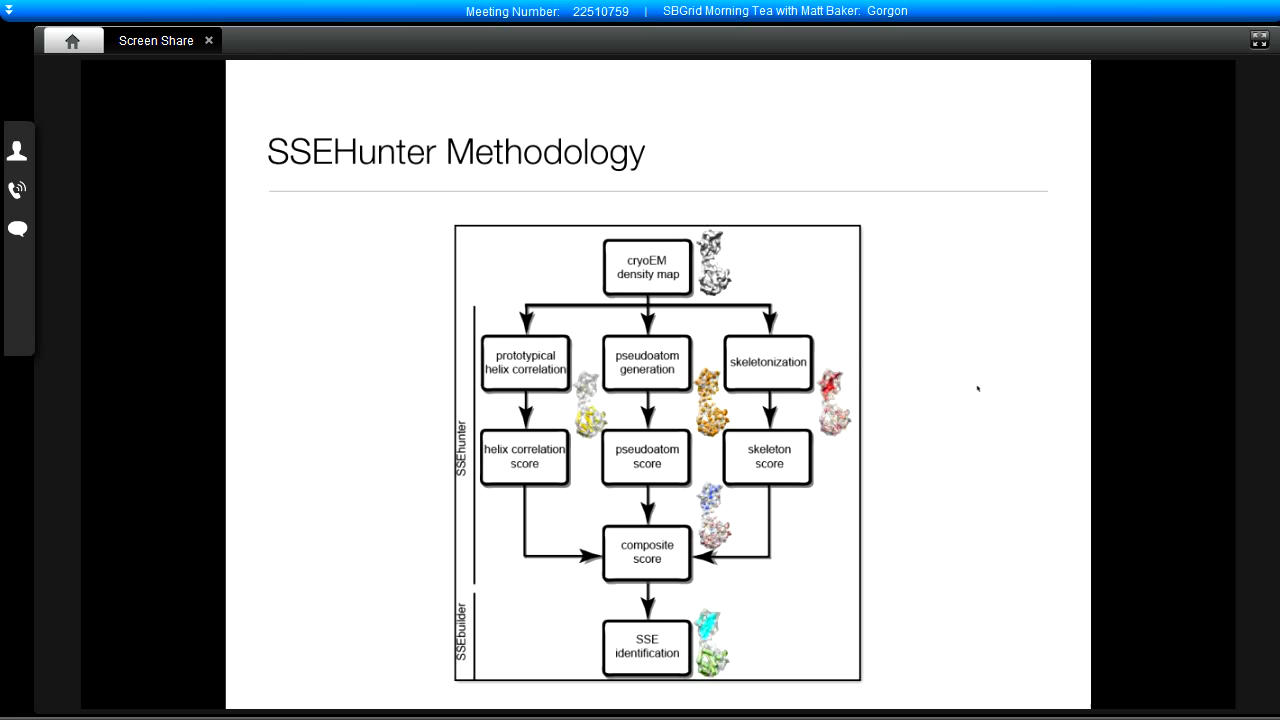 Meeting Number: 22510759 | SBGrid Morning Tea with Matt Baker: Gorgon
Screen Share ×
SSEHunter Methodology
cryoEM
density map
prototypical
helix correlation
pseudoatom
generation
skeletonization
SSEhunter
helix correlation
score
pseudoatom
score
skeleton
score
composite
score
SSEbuilder
SSE
identification